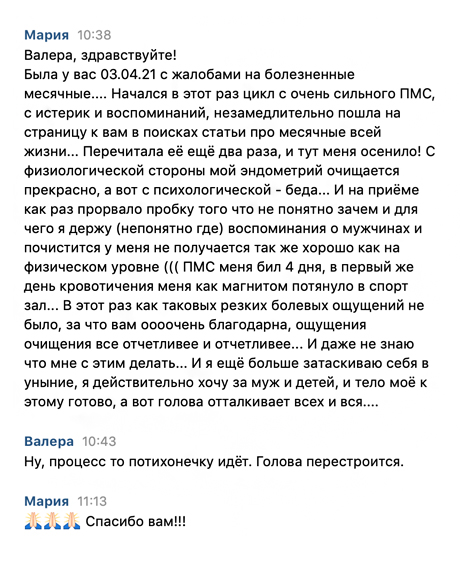 Мария 10:38
Валера, здравствуйте!
Была у вас 03.04.21 с жалобами на болезненные
месячные.... Начался в этот раз цикл с очень сильного ПМС,
с истерик и воспоминаний, незамедлительно пошла на
страницу к вам в поисках статьи про месячные всей
жизни... Перечитала её ещё два раза, и тут меня осенило! С
физиологической стороны мой эндометрий очищается
прекрасно, а вот с психологической - беда... И на приёме
как раз прорвало пробку того что не понятно зачем и для
чего я держу (непонятно где) воспоминания о мужчинах и
почистится у меня не получается так же хорошо как на
физическом уровне ((( ПМС меня бил 4 дня, в первый же
день кровотичения меня как магнитом потянуло в спорт
зал... В этот раз как таковых резких болевых ощущений не
было, за что вам ооооочень благодарна, ощущения
очищения все отчетливее и отчетливее... И даже не знаю
что мне с этим делать... И я ещё больше затаскиваю себя в
уныние, я действительно хочу за муж и детей, и тело моё к
этому готово, а вот голова отталкивает всех и вся....
Валера 10:43
Ну, процесс то потихонечку идёт. Голова перестроится.
Мария 11:13
🙏🏻🙏🏻🙏🏻 Спасибо вам!!!